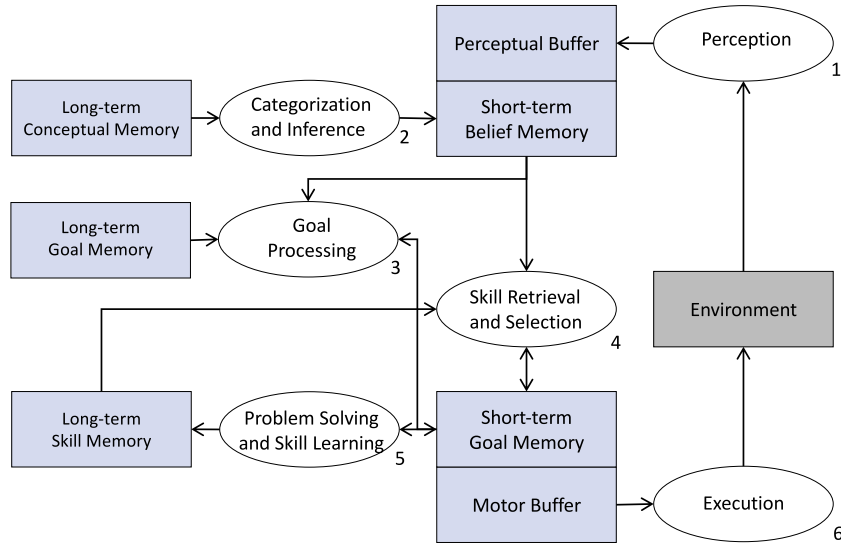 Perceptual Buffer
Perception
1
Long-term
Conceptual Memory
Categorization
and Inference
2
Short-term
Belief Memory
Long-term
Goal Memory
Goal
Processing
3
Skill Retrieval
and Selection
4
Environment
Long-term
Skill Memory
Problem Solving
and Skill Learning
5
Short-term
Goal Memory
Motor Buffer
Execution
6